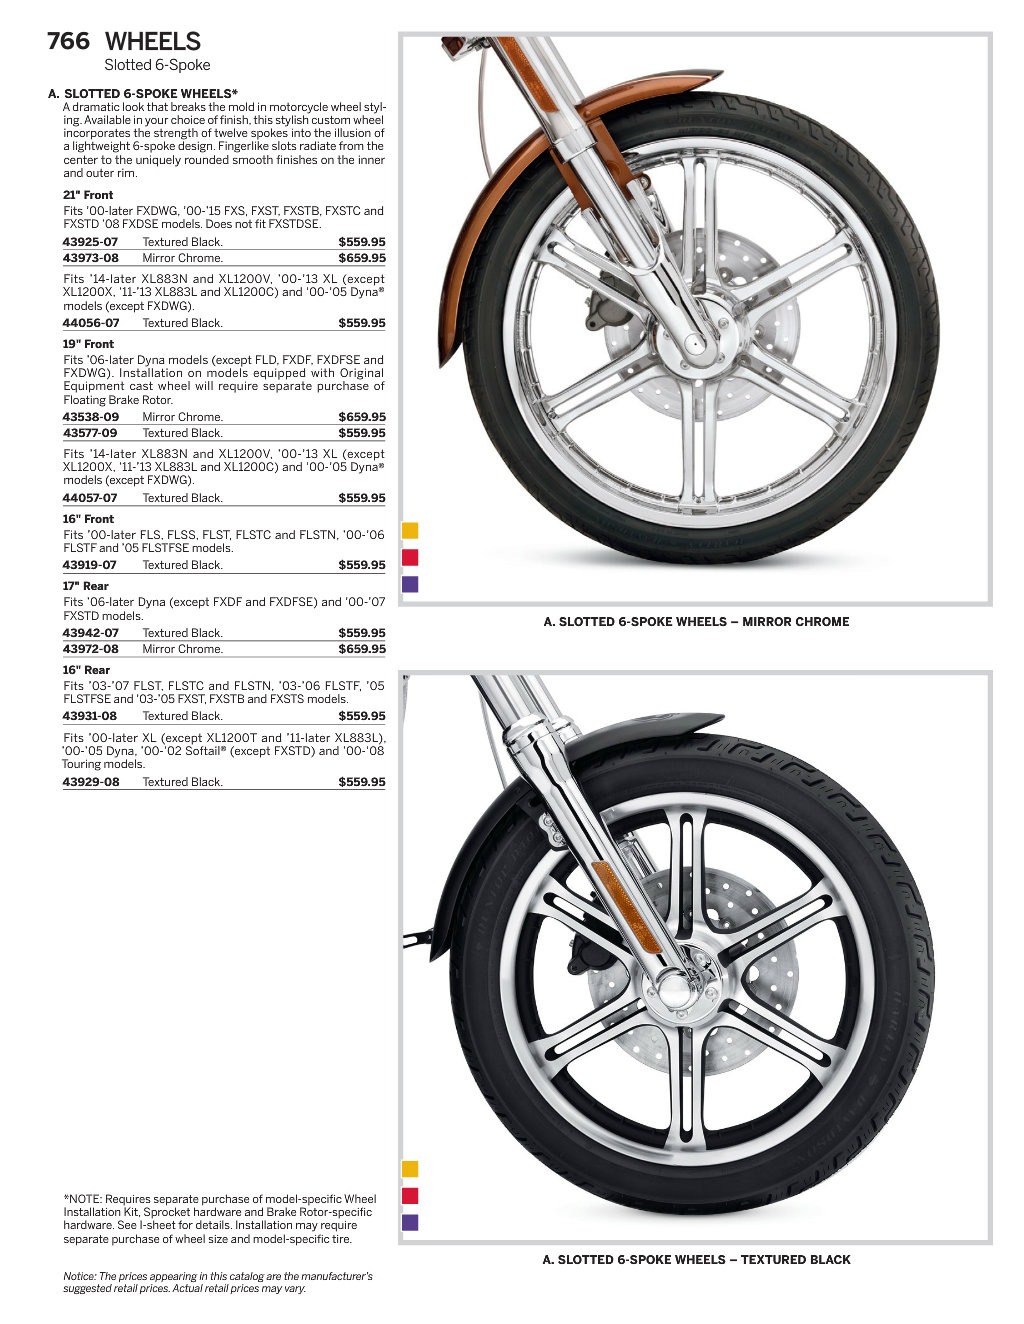 766 WHEELS
Slotted 6-Spoke
A. SLOTTED 6-SPOKE WHEELS*
A dramatic look that breaks the mold in motorcycle wheel styl-
ing. Available in your choice of finish, this stylish custom wheel
incorporates the strength of twelve spokes into the illusion of
a lightweight 6-spoke design. Fingerlike slots radiate from the
center to the uniquely rounded smooth finishes on the inner
and outer rim.
21" Front
Fits '00-later FXDWG, '00-'15 FXS, FXST, FXSTB, FXSTC and
FXSTD '08 FXDSE models. Does not fit FXSTDSE.
43925-07 Textured Black. $559.95
43973-08 Mirror Chrome. $659.95
Fits '14-later XL883N and XL1200V, '00-'13 XL (except
XL1200X, '11-'13 XL883L and XL1200C) and '00-'05 Dyna®
models (except FXDWG).
44056-07 Textured Black. $559.95
19" Front
Fits '06-later Dyna models (except FLD, FXDF, FXDFSE and
FXDWG). Installation on models equipped with Original
Equipment cast wheel will require separate purchase of
Floating Brake Rotor.
43538-09 Mirror Chrome. $659.95
43577-09 Textured Black. $559.95
Fits '14-later XL883N and XL1200V, '00-'13 XL (except
XL1200X, '11-'13 XL883L and XL1200C) and '00-'05 Dyna®
models (except FXDWG).
44057-07 Textured Black. $559.95
16" Front
Fits '00-later FLS, FLSS, FLST, FLSTC and FLSTN, '00-'06
FLSTF and '05 FLSTFSE models.
43919-07 Textured Black. $559.95
17" Rear
Fits '06-later Dyna (except FXDF and FXDFSE) and '00-'07
FXSTD models.
43942-07 Textured Black. $559.95
43972-08 Mirror Chrome. $659.95
16" Rear
Fits '03-'07 FLST, FLSTC and FLSTN, '03-'06 FLSTF, '05
FLSTFSE and '03-'05 FXST, FXSTB and FXSTS models.
43931-08 Textured Black. $559.95
Fits '00-later XL (except XL1200T and '11-later XL883L),
'00-'05 Dyna, '00-'02 Softail® (except FXSTD) and '00-'08
Touring models.
43929-08 Textured Black. $559.95
*NOTE: Requires separate purchase of model-specific Wheel
Installation Kit, Sprocket hardware and Brake Rotor-specific
hardware. See I-sheet for details. Installation may require
separate purchase of wheel size and model-specific tire.
Notice: The prices appearing in this catalog are the manufacturer's
suggested retail prices. Actual retail prices may vary.
A. SLOTTED 6-SPOKE WHEELS – MIRROR CHROME
A. SLOTTED 6-SPOKE WHEELS – TEXTURED BLACK